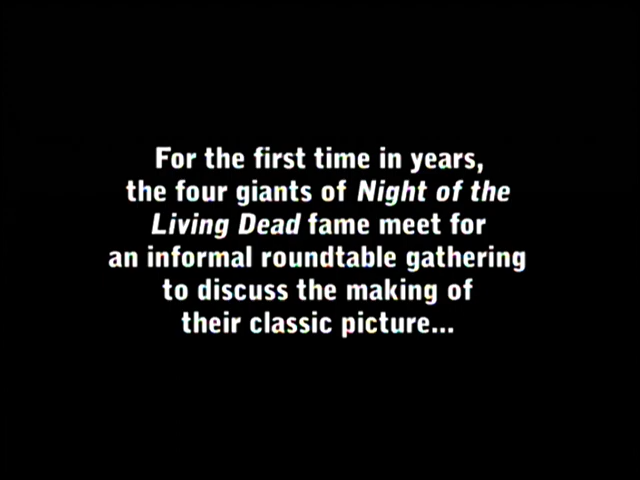 For the first time in years,
the four giants of Night of the
Living Dead fame meet for
an informal roundtable gathering
to discuss the making of
their classic picture...